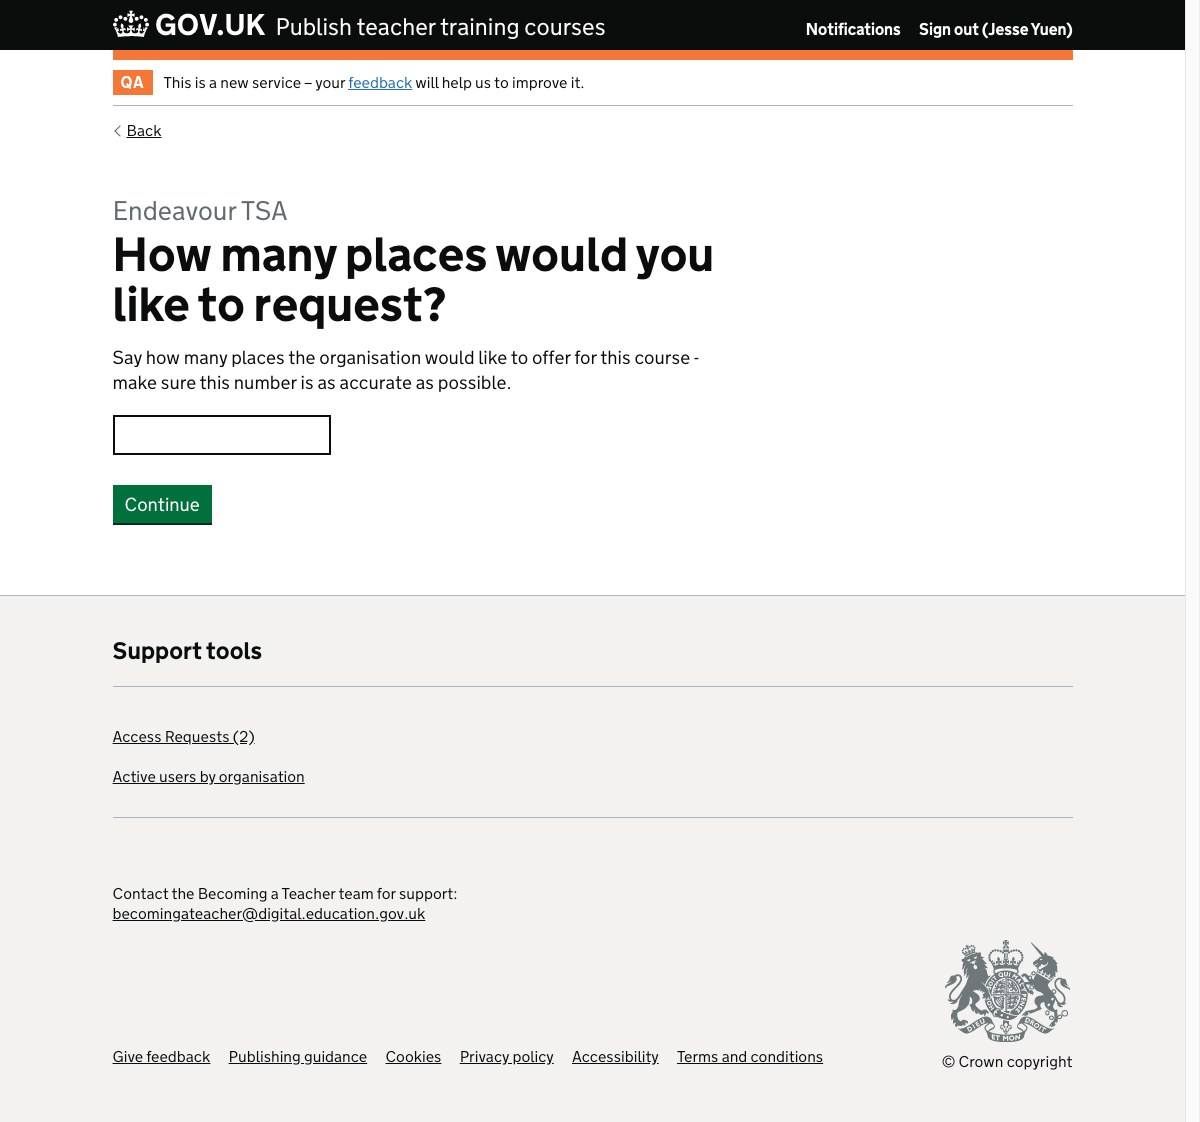 GOV.UK Publish teacher training courses
Notifications Sign out (Jesse Yuen)
QA This is a new service – your feedback will help us to improve it.
Back
Endeavour TSA
How many places would you
like to request?
Say how many places the organisation would like to offer for this course -
make sure this number is as accurate as possible.
Continue
Support tools
Access Requests (2)
Active users by organisation
Contact the Becoming a Teacher team for support:
becomingateacher@digital.education.gov.uk
DIEU ET MON DROIT
Give feedback Publishing guidance Cookies Privacy policy Accessibility Terms and conditions
© Crown copyright